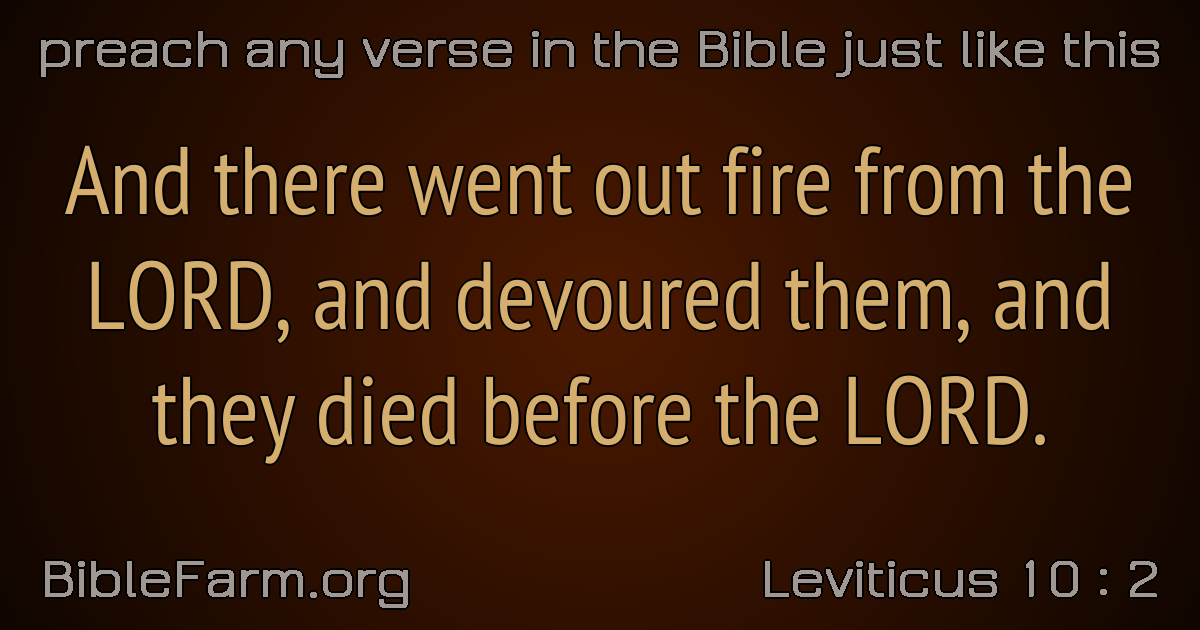 preach any verse in the Bible just like this
And there went out fire from the
LORD, and devoured them, and
they died before the LORD.
BibleFarm.org
Leviticus 10 : 2